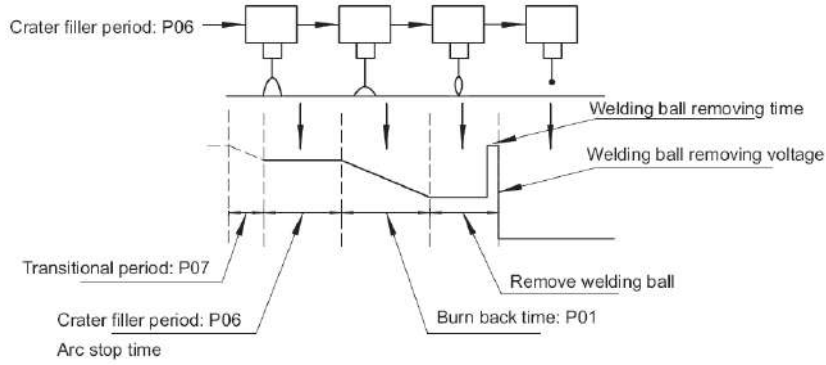 Crater filler period: P06
Welding ball removing time
Welding ball removing voltage
Transitional period: P07
Remove welding ball
Crater filler period: P06
Burn back time: P01
Arc stop time